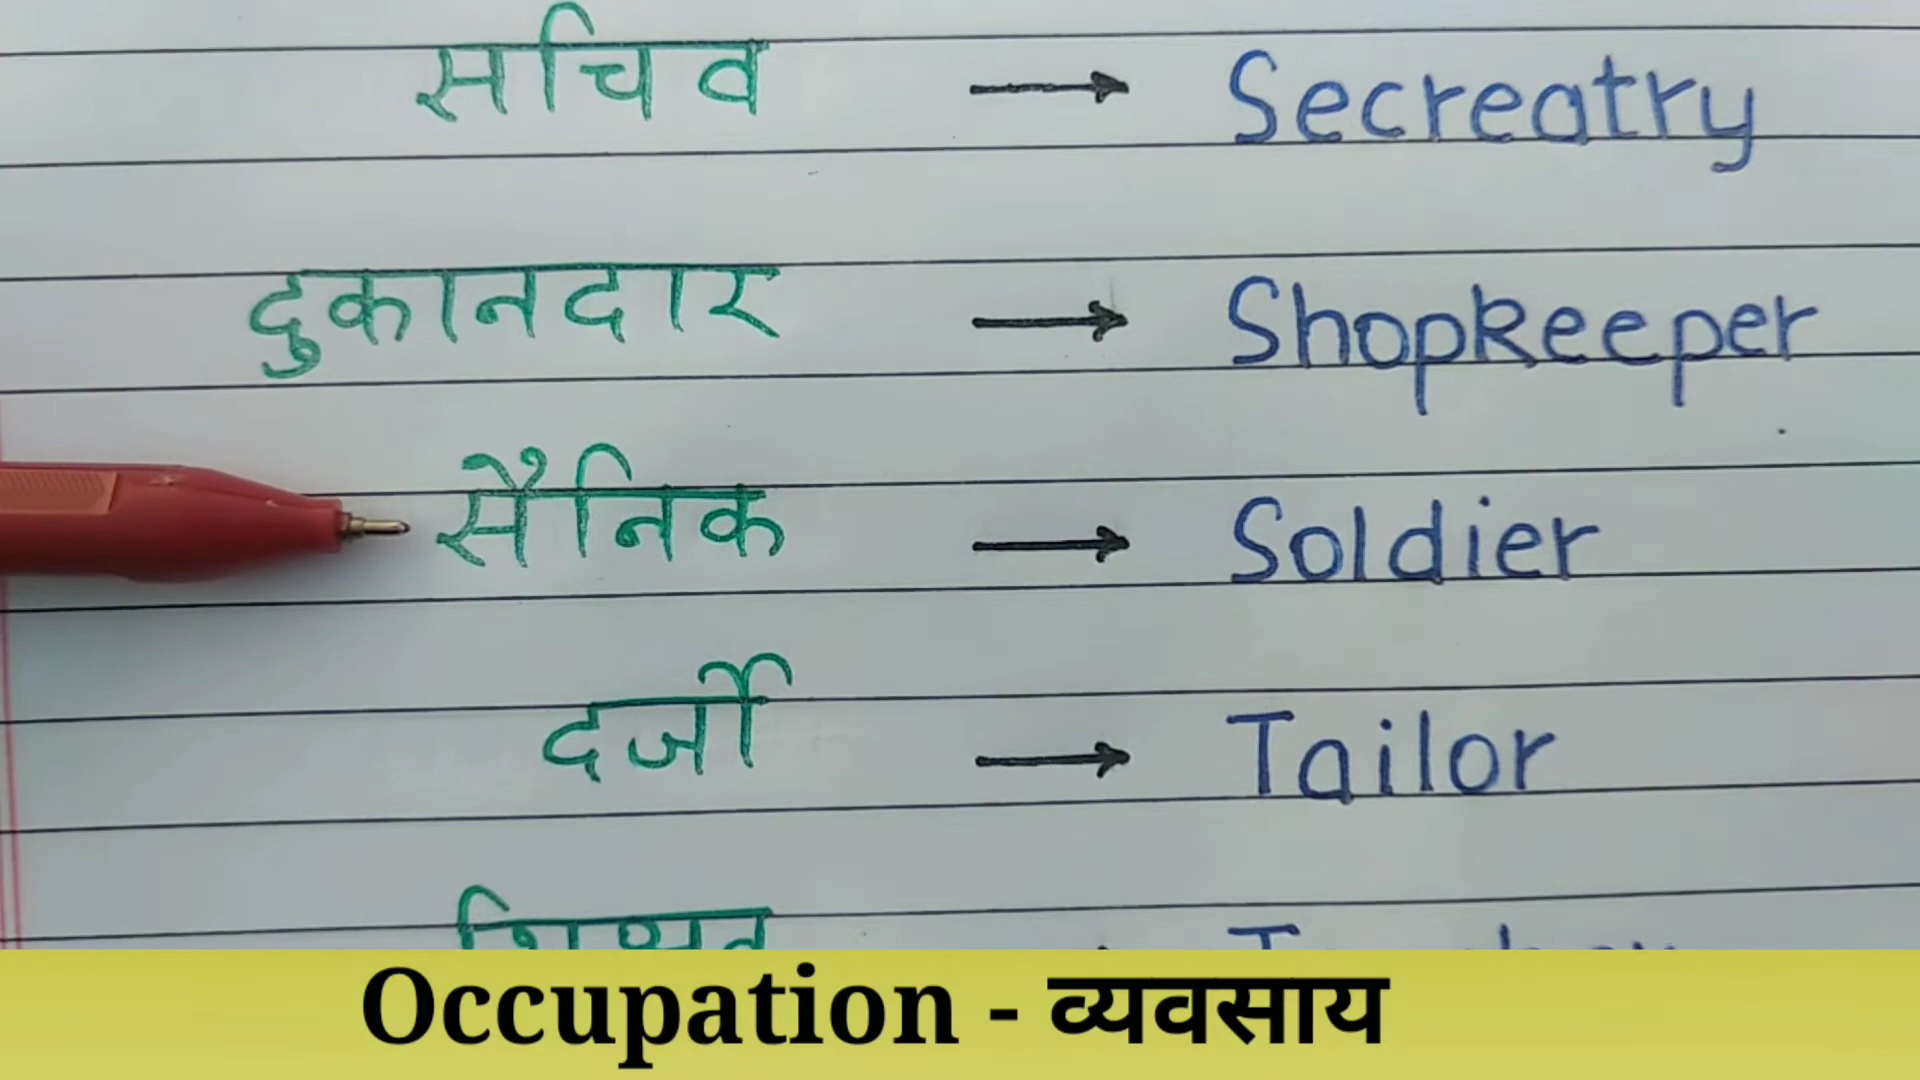 सचिव → Secreatry
दुकानदार → Shopkeeper
सैनिक → Soldier
दर्जी → Tailor
Occupation - व्यवसाय